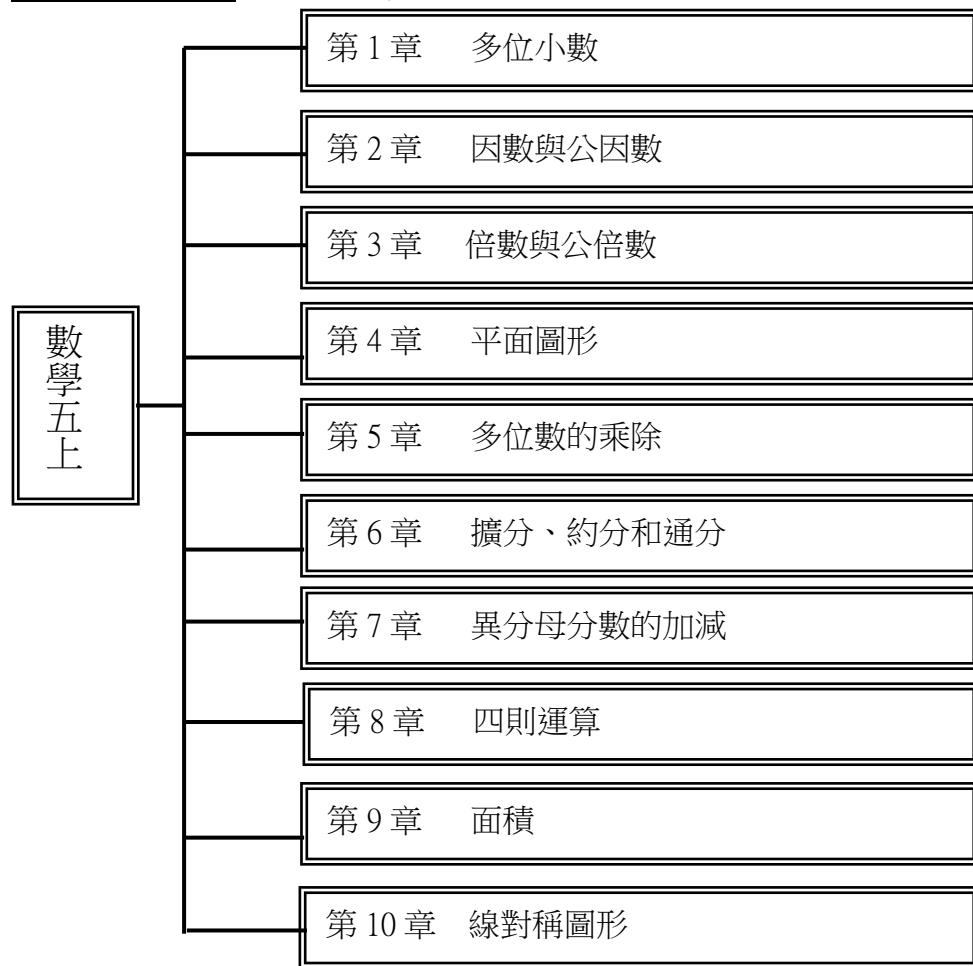 數學五上
第 1 章 多位小數
第 2 章 因數與公因數
第 3 章 倍數與公倍數
第 4 章 平面圖形
第 5 章 多位數的乘除
第 6 章 擴分、約分和通分
第 7 章 異分母分數的加減
第 8 章 四則運算
第 9 章 面積
第 10 章 線對稱圖形